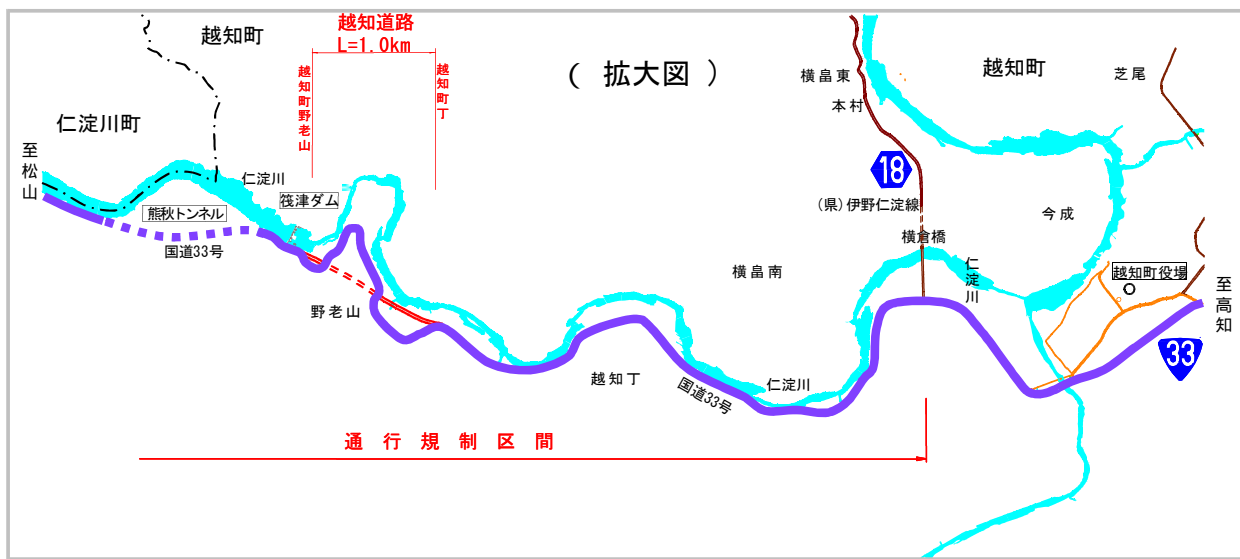 越知道路
L=1.0km
越知町
(拡大図)
越知町
芝尾
横畠東
本村
越知町野老山
越知町丁
仁淀川町
至松山
仁淀川
筏津ダム
18
(県)伊野仁淀線
今成
熊秋トンネル
国道33号
横倉橋
横畠南
仁淀川
越知町役場
至高知
野老山
33
越知丁
国道33号
仁淀川
通行規制区間